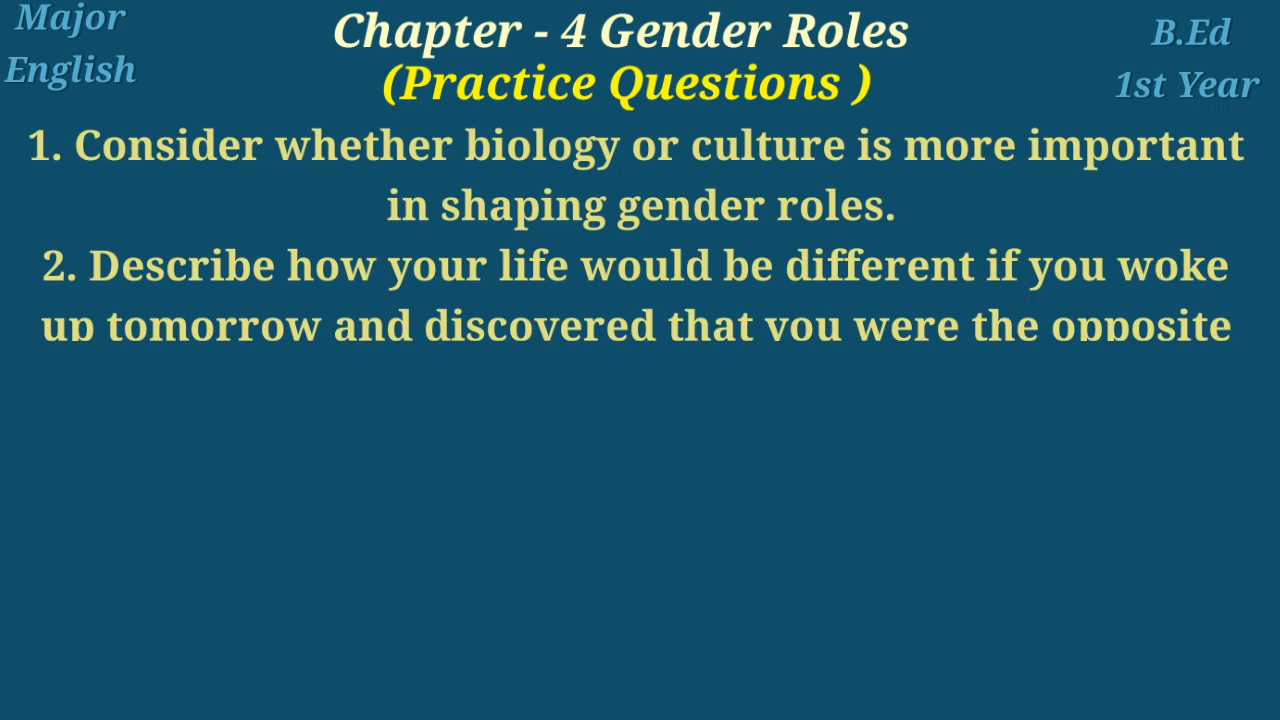 Major
English
Chapter - 4 Gender Roles
(Practice Questions )
B.Ed
1st Year
1. Consider whether biology or culture is more important
in shaping gender roles.
2. Describe how your life would be different if you woke
up tomorrow and discovered that you were the opposite